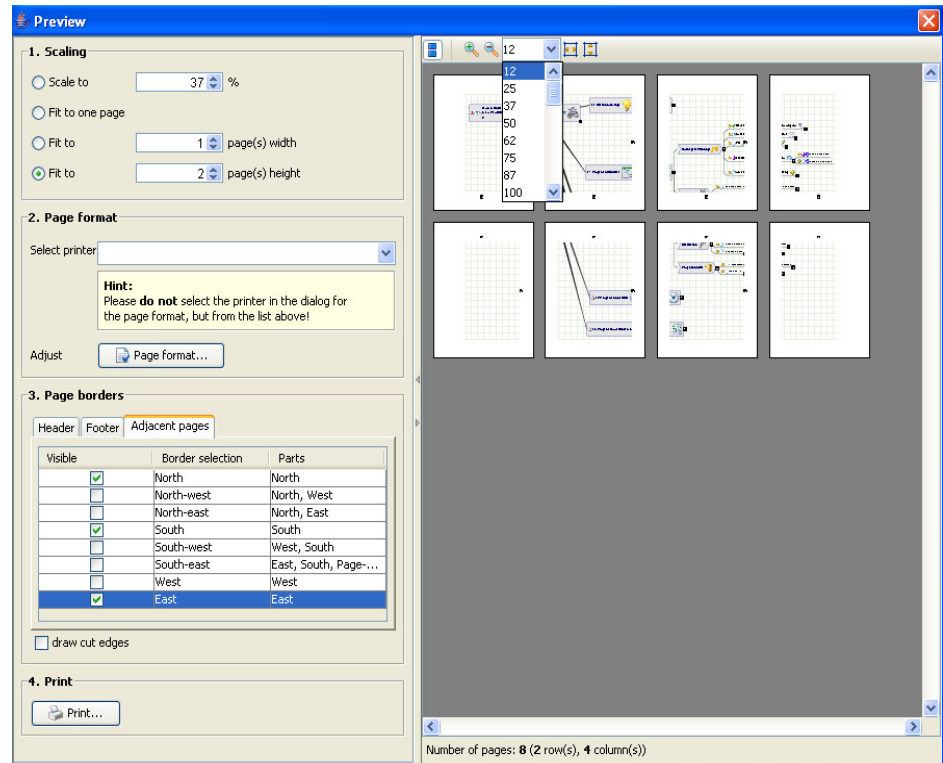 Preview
1. Scaling
Scale to 37 %
Fit to one page
Fit to 1 page(s) width
Fit to 2 page(s) height
2. Page format
Select printer
Hint:
Please do not select the printer in the dialog for
the page format, but from the list above!
Adjust Page format...
3. Page borders
Header Footer Adjacent pages
Visible Border selection Parts
North North
North-west North, West
North-east North, East
South South
South-west West, South
South-east East, South, Page-...
West West
East East
draw cut edges
4. Print
Print...
12
12
25
37
50
62
75
87
100
Number of pages: 8 (2 row(s), 4 column(s))